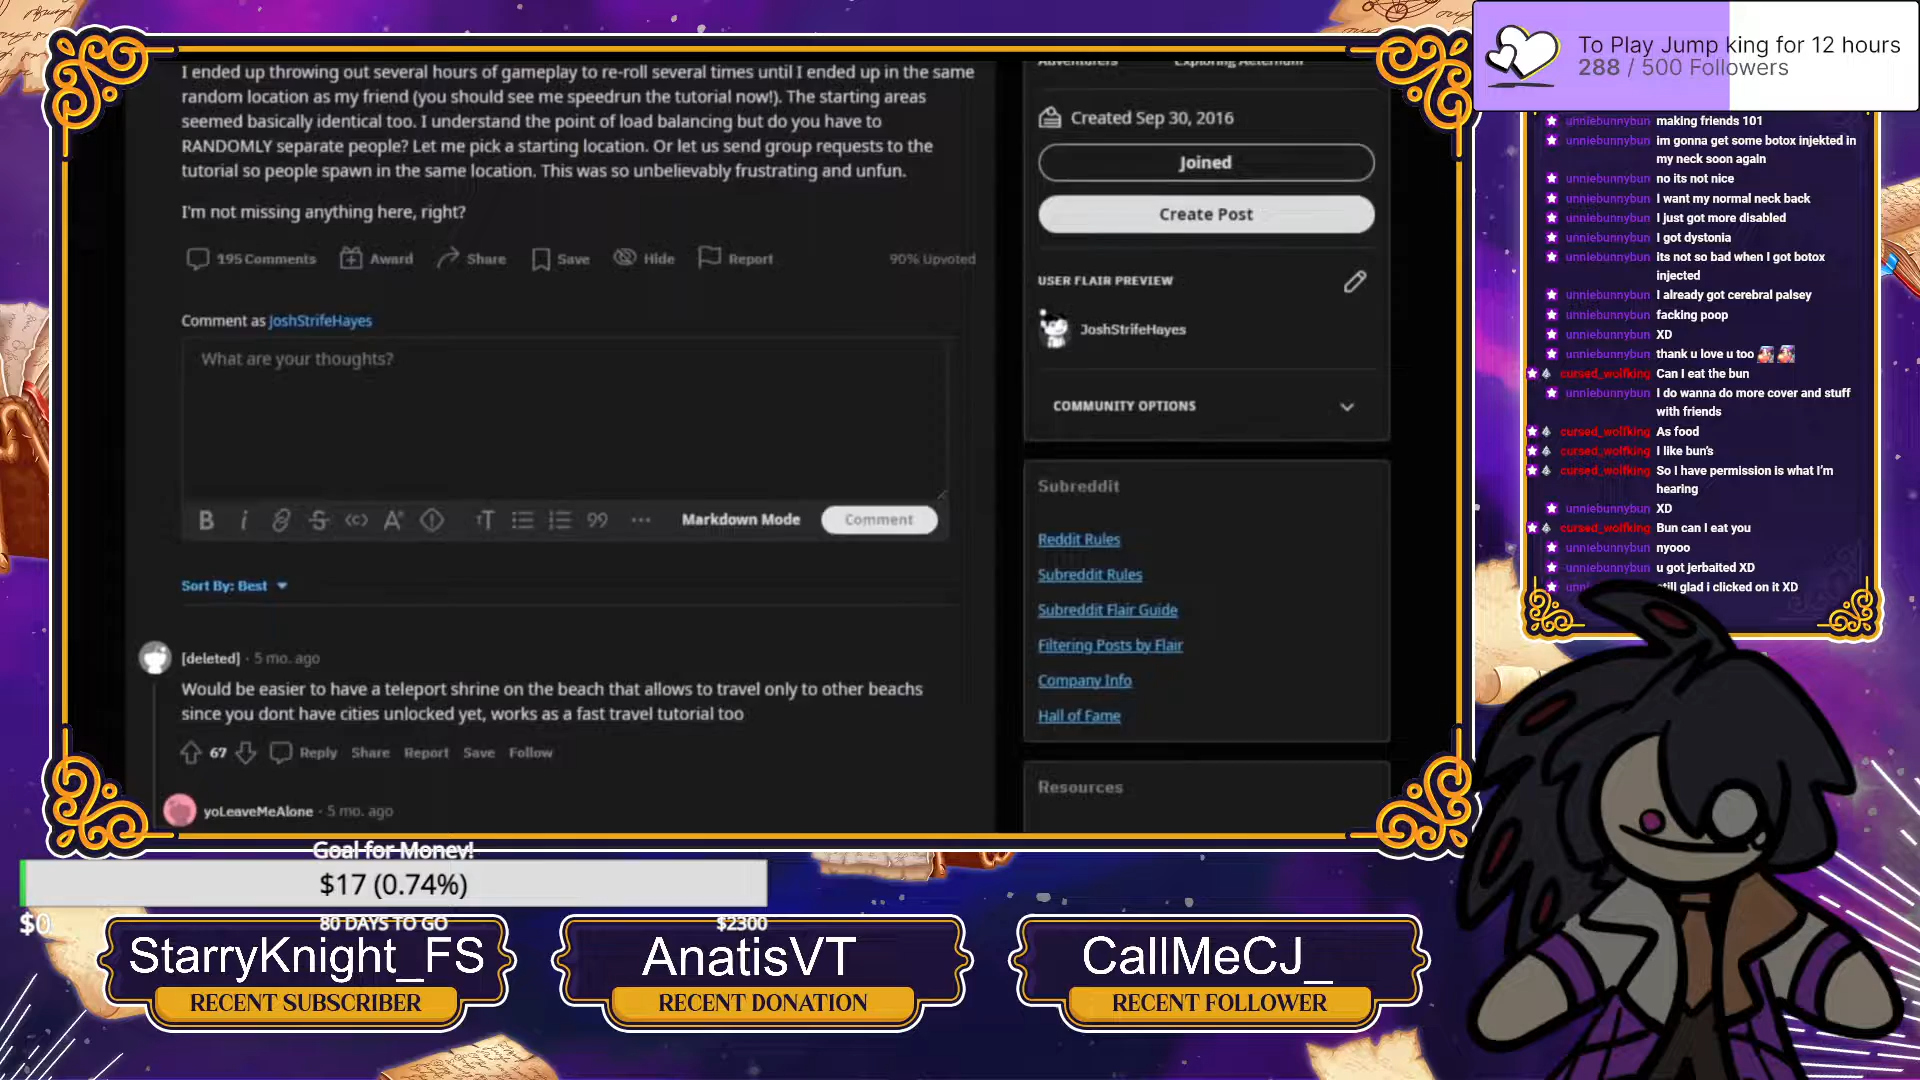 To Play Jump king for 12 hours
288 / 500 Followers
I ended up throwing out several hours of gameplay to re-roll several times until I ended up in the same
random location as my friend (you should see me speedrun the tutorial now!). The starting areas
seemed basically identical too. I understand the point of load balancing but do you have to
RANDOMLY separate people? Let me pick a starting location. Or let us send group requests to the
tutorial so people spawn in the same location. This was so unbelievably frustrating and unfun.
I'm not missing anything here, right?
195 Comments Award Share Save Hide Report 90% Upvoted
Comment as JoshStrifeHayes
What are your thoughts?
B i Markdown Mode Comment
Sort By: Best
[deleted] · 5 mo. ago
Would be easier to have a teleport shrine on the beach that allows to travel only to other beachs
since you dont have cities unlocked yet, works as a fast travel tutorial too
67 Reply Share Report Save Follow
yoLeaveMeAlone · 5 mo. ago
Adventurers Exploring Aeternum
Created Sep 30, 2016
Joined
Create Post
USER FLAIR PREVIEW
JoshStrifeHayes
COMMUNITY OPTIONS
Subreddit
Reddit Rules
Subreddit Rules
Subreddit Flair Guide
Filtering Posts by Flair
Company Info
Hall of Fame
Resources
unniebunnybun making friends 101
unniebunnybun im gonna get some botox injekted in
my neck soon again
unniebunnybun no its not nice
unniebunnybun I want my normal neck back
unniebunnybun I just got more disabled
unniebunnybun I got dystonia
unniebunnybun Its not so bad when I got botox
injected
unniebunnybun I already got cerebral palsey
unniebunnybun facking poop
unniebunnybun XD
unniebunnybun thank u love u too
cursed_wolfking Can I eat the bun
unniebunnybun I do wanna do more cover and stuff
with friends
cursed_wolfking As food
cursed_wolfking I like bun's
cursed_wolfking So I have permission is what I'm
hearing
unniebunnybun XD
cursed_wolfking Bun can I eat you
unniebunnybun nyooo
unniebunnybun u got jerbaited XD
glad i clicked on it XD
Goal for Money!
$17 (0.74%)
$0 80 DAYS TO GO $2300
StarryKnight_FS
RECENT SUBSCRIBER
AnatisVT
RECENT DONATION
CallMeCJ_
RECENT FOLLOWER